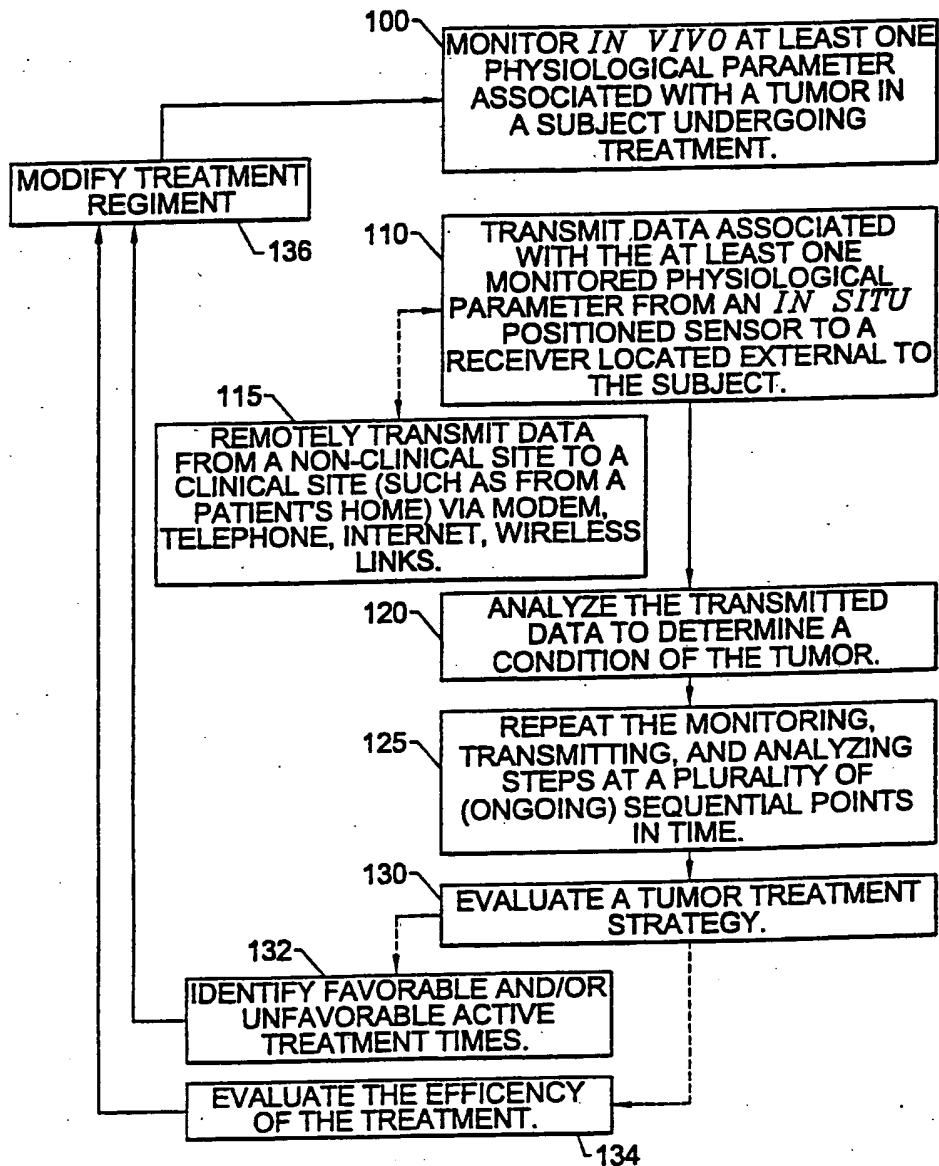 100
MONITOR IN VIVO AT LEAST ONE
PHYSIOLOGICAL PARAMETER
ASSOCIATED WITH A TUMOR IN
A SUBJECT UNDERGOING
TREATMENT.
MODIFY TREATMENT
REGIMENT
136
110
TRANSMIT DATA ASSOCIATED
WITH THE AT LEAST ONE
MONITORED PHYSIOLOGICAL
PARAMETER FROM AN IN SITU
POSITIONED SENSOR TO A
RECEIVER LOCATED EXTERNAL TO
THE SUBJECT.
115
REMOTELY TRANSMIT DATA
FROM A NON-CLINICAL SITE TO A
CLINICAL SITE (SUCH AS FROM A
PATIENT'S HOME) VIA MODEM,
TELEPHONE, INTERNET, WIRELESS
LINKS.
120
ANALYZE THE TRANSMITTED
DATA TO DETERMINE A
CONDITION OF THE TUMOR.
125
REPEAT THE MONITORING,
TRANSMITTING, AND ANALYZING
STEPS AT A PLURALITY OF
(ONGOING) SEQUENTIAL POINTS
IN TIME.
130
EVALUATE A TUMOR TREATMENT
STRATEGY.
132
IDENTIFY FAVORABLE AND/OR
UNFAVORABLE ACTIVE
TREATMENT TIMES.
EVALUATE THE EFFICENCY
OF THE TREATMENT.
134